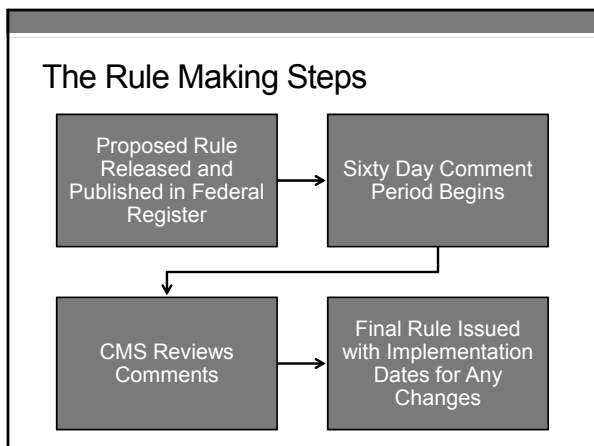 The Rule Making Steps
Proposed Rule
Released and
Published in Federal
Register
Sixty Day Comment
Period Begins
CMS Reviews
Comments
Final Rule Issued
with Implementation
Dates for Any
Changes